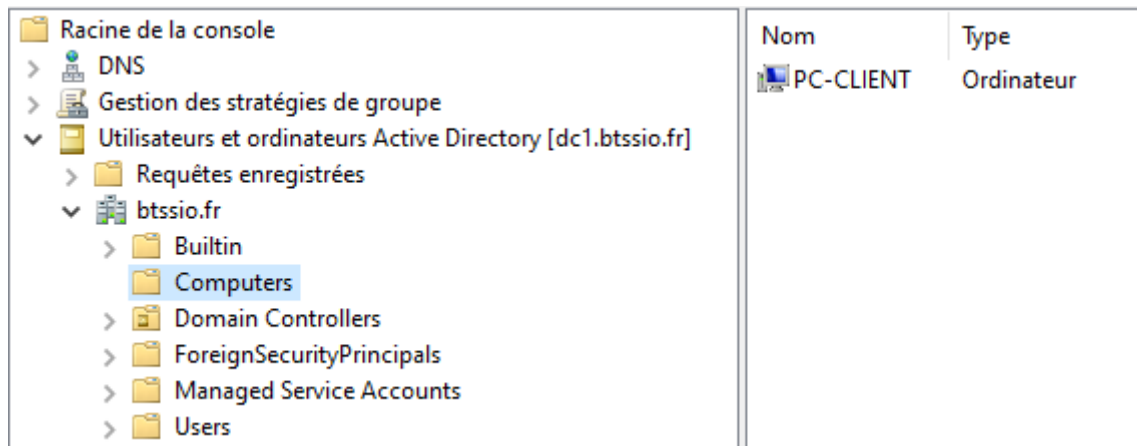 Racine de la console
DNS
Gestion des stratégies de groupe
Utilisateurs et ordinateurs Active Directory [dc1.btssio.fr]
Requêtes enregistrées
btssio.fr
Builtin
Computers
Domain Controllers
ForeignSecurityPrincipals
Managed Service Accounts
Users
Nom Type
PC-CLIENT Ordinateur